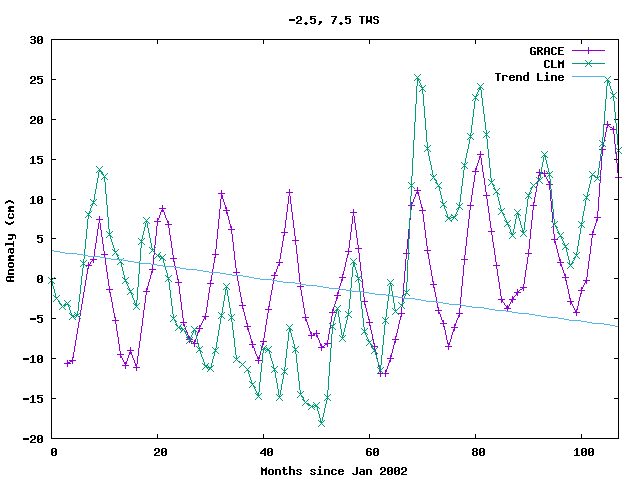 -2.5, 7.5 TWS
GRACE
CLM
Trend Line
30
25
20
15
10
5
0
-5
-10
-15
-20
Anomaly (cm)
0 20 40 60 80 100
Months since Jan 2002